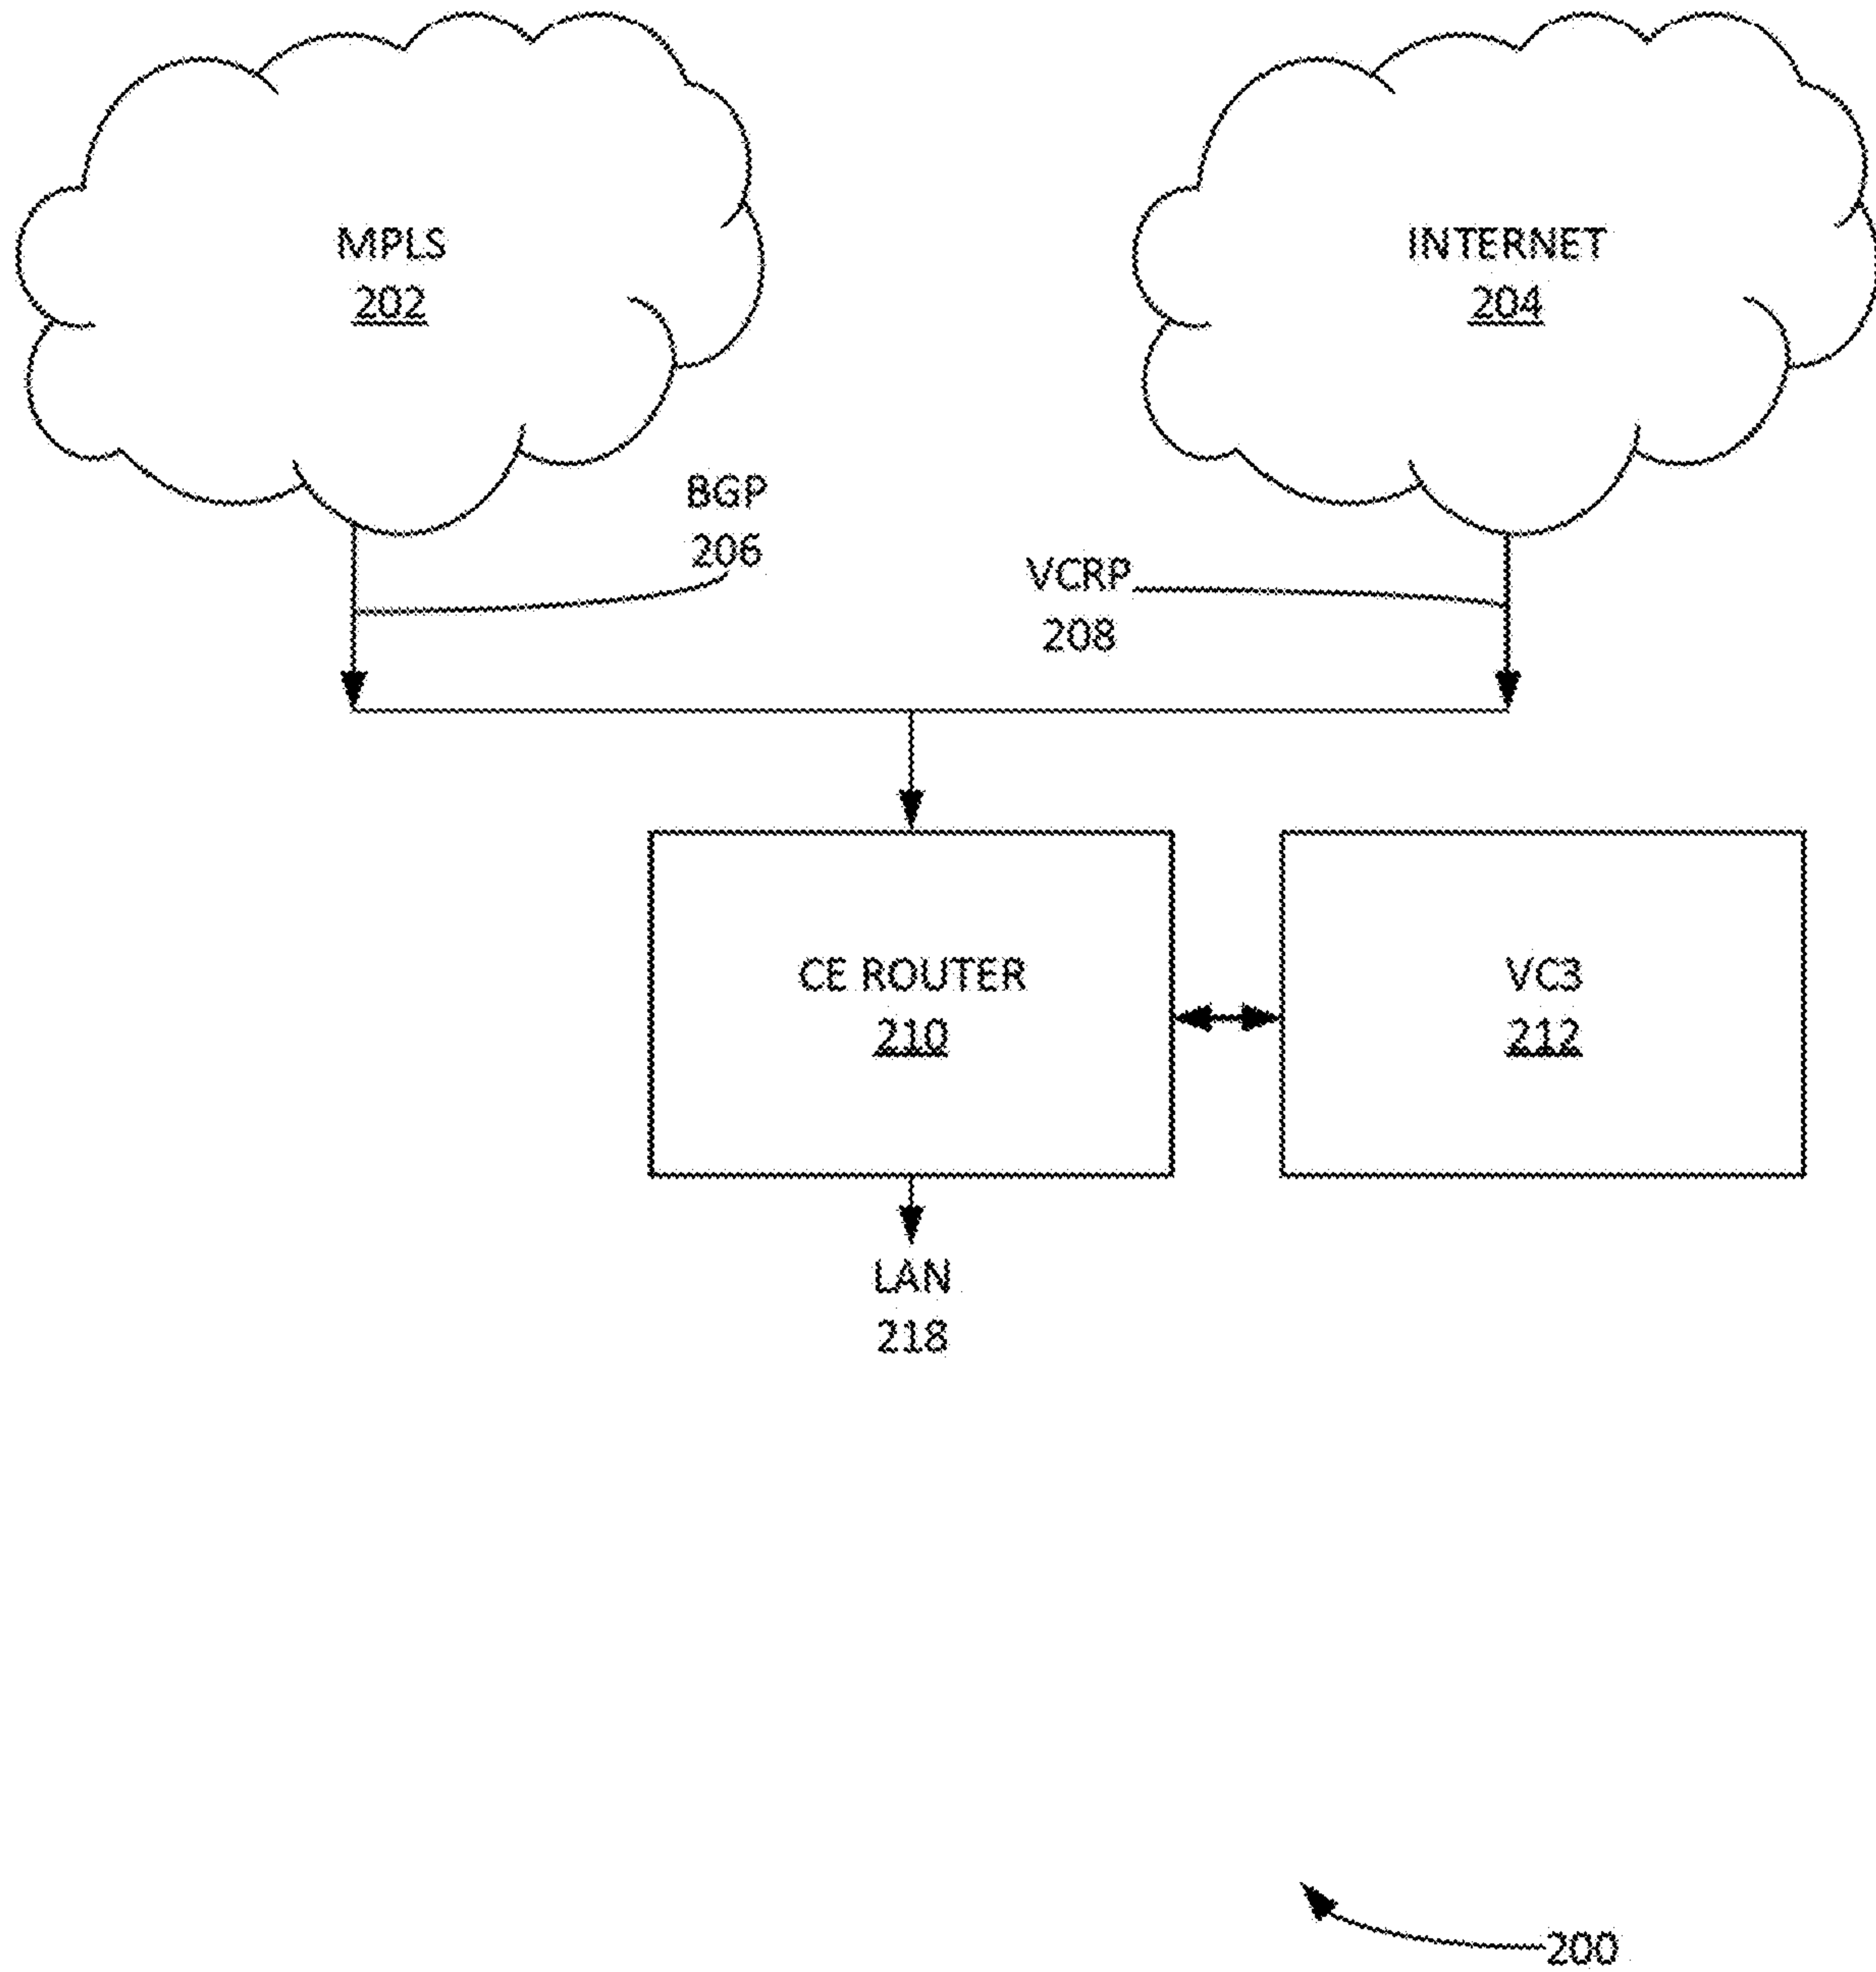 MPLS
202
INTERNET
204
BGP
206
VCRP
208
CE ROUTER
210
VC3
212
LAN
218
200